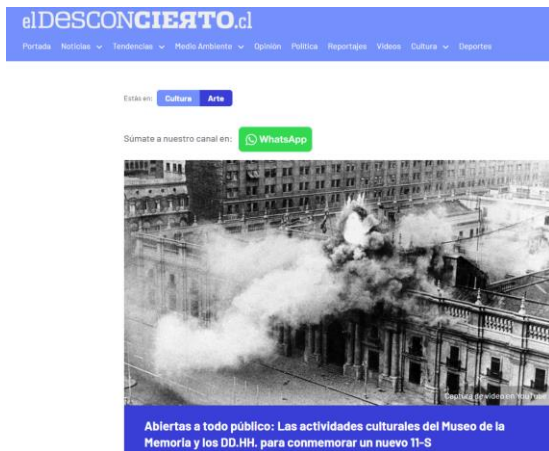 elDESCONCIERTO.cl
Portada Noticias Tendencias Medio Ambiente Opinión Política Reportajes Videos Cultura Deportes
Estás en: Cultura Arte
Súmate a nuestro canal en: WhatsApp
Captura de video en YouTube
Abiertas a todo público: Las actividades culturales del Museo de la
Memoria y los DD.HH. para conmemorar un nuevo 11-S